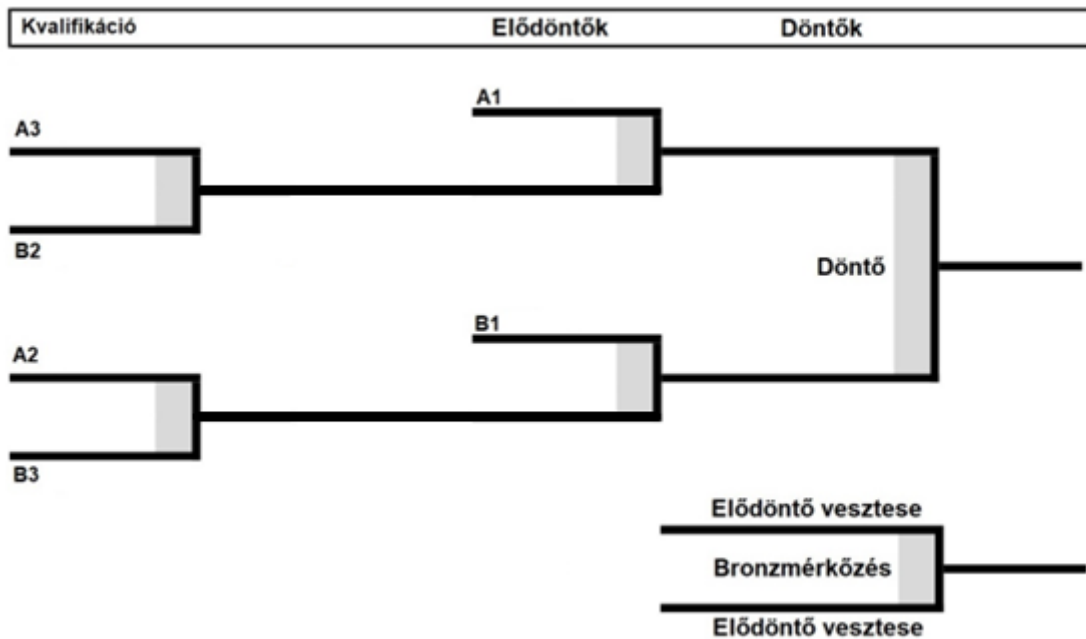 Kvalifikáció Elődöntők Döntők
A1
A3
B2
Döntő
B1
A2
B3
Elődöntő vesztese
Bronzmérkőzés
Elődöntő vesztese